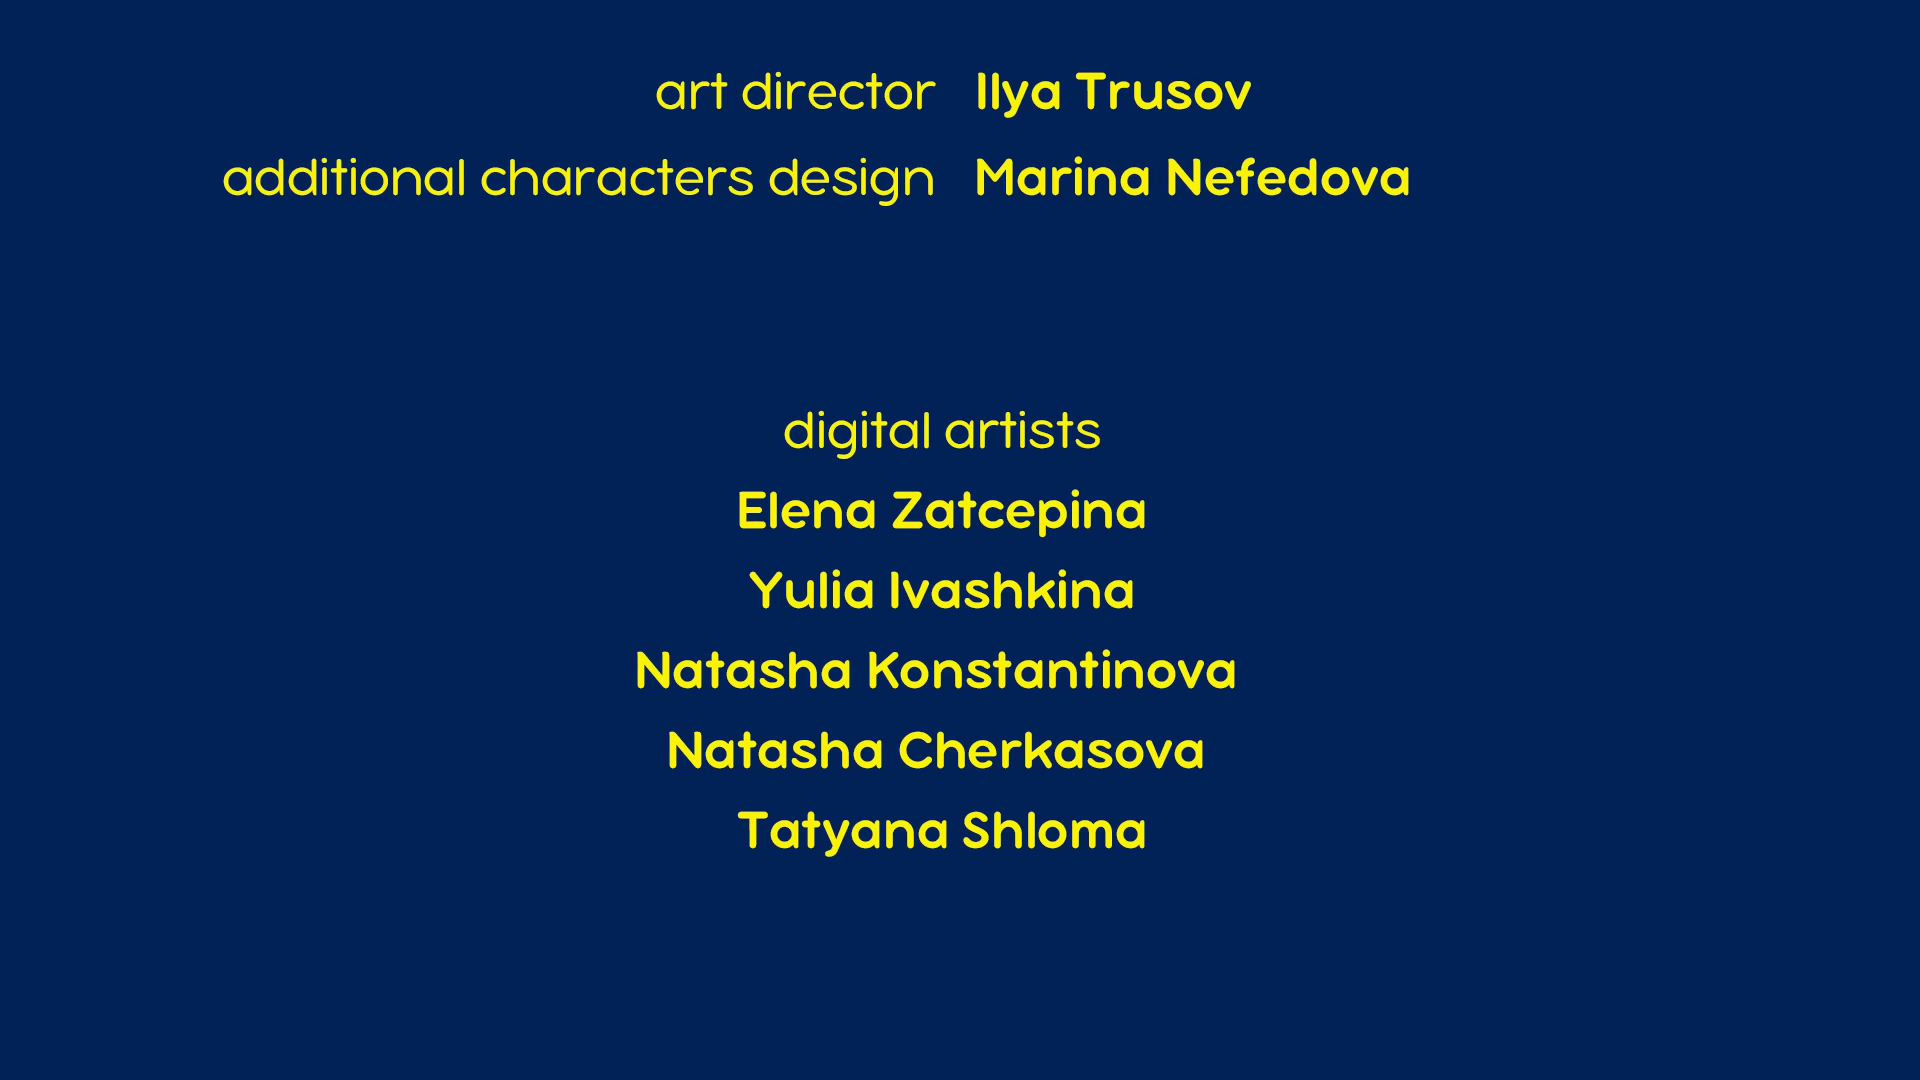 art director Ilya Trusov
additional characters design Marina Nefedova
digital artists
Elena Zatcepina
Yulia Ivashkina
Natasha Konstantinova
Natasha Cherkasova
Tatyana Shloma